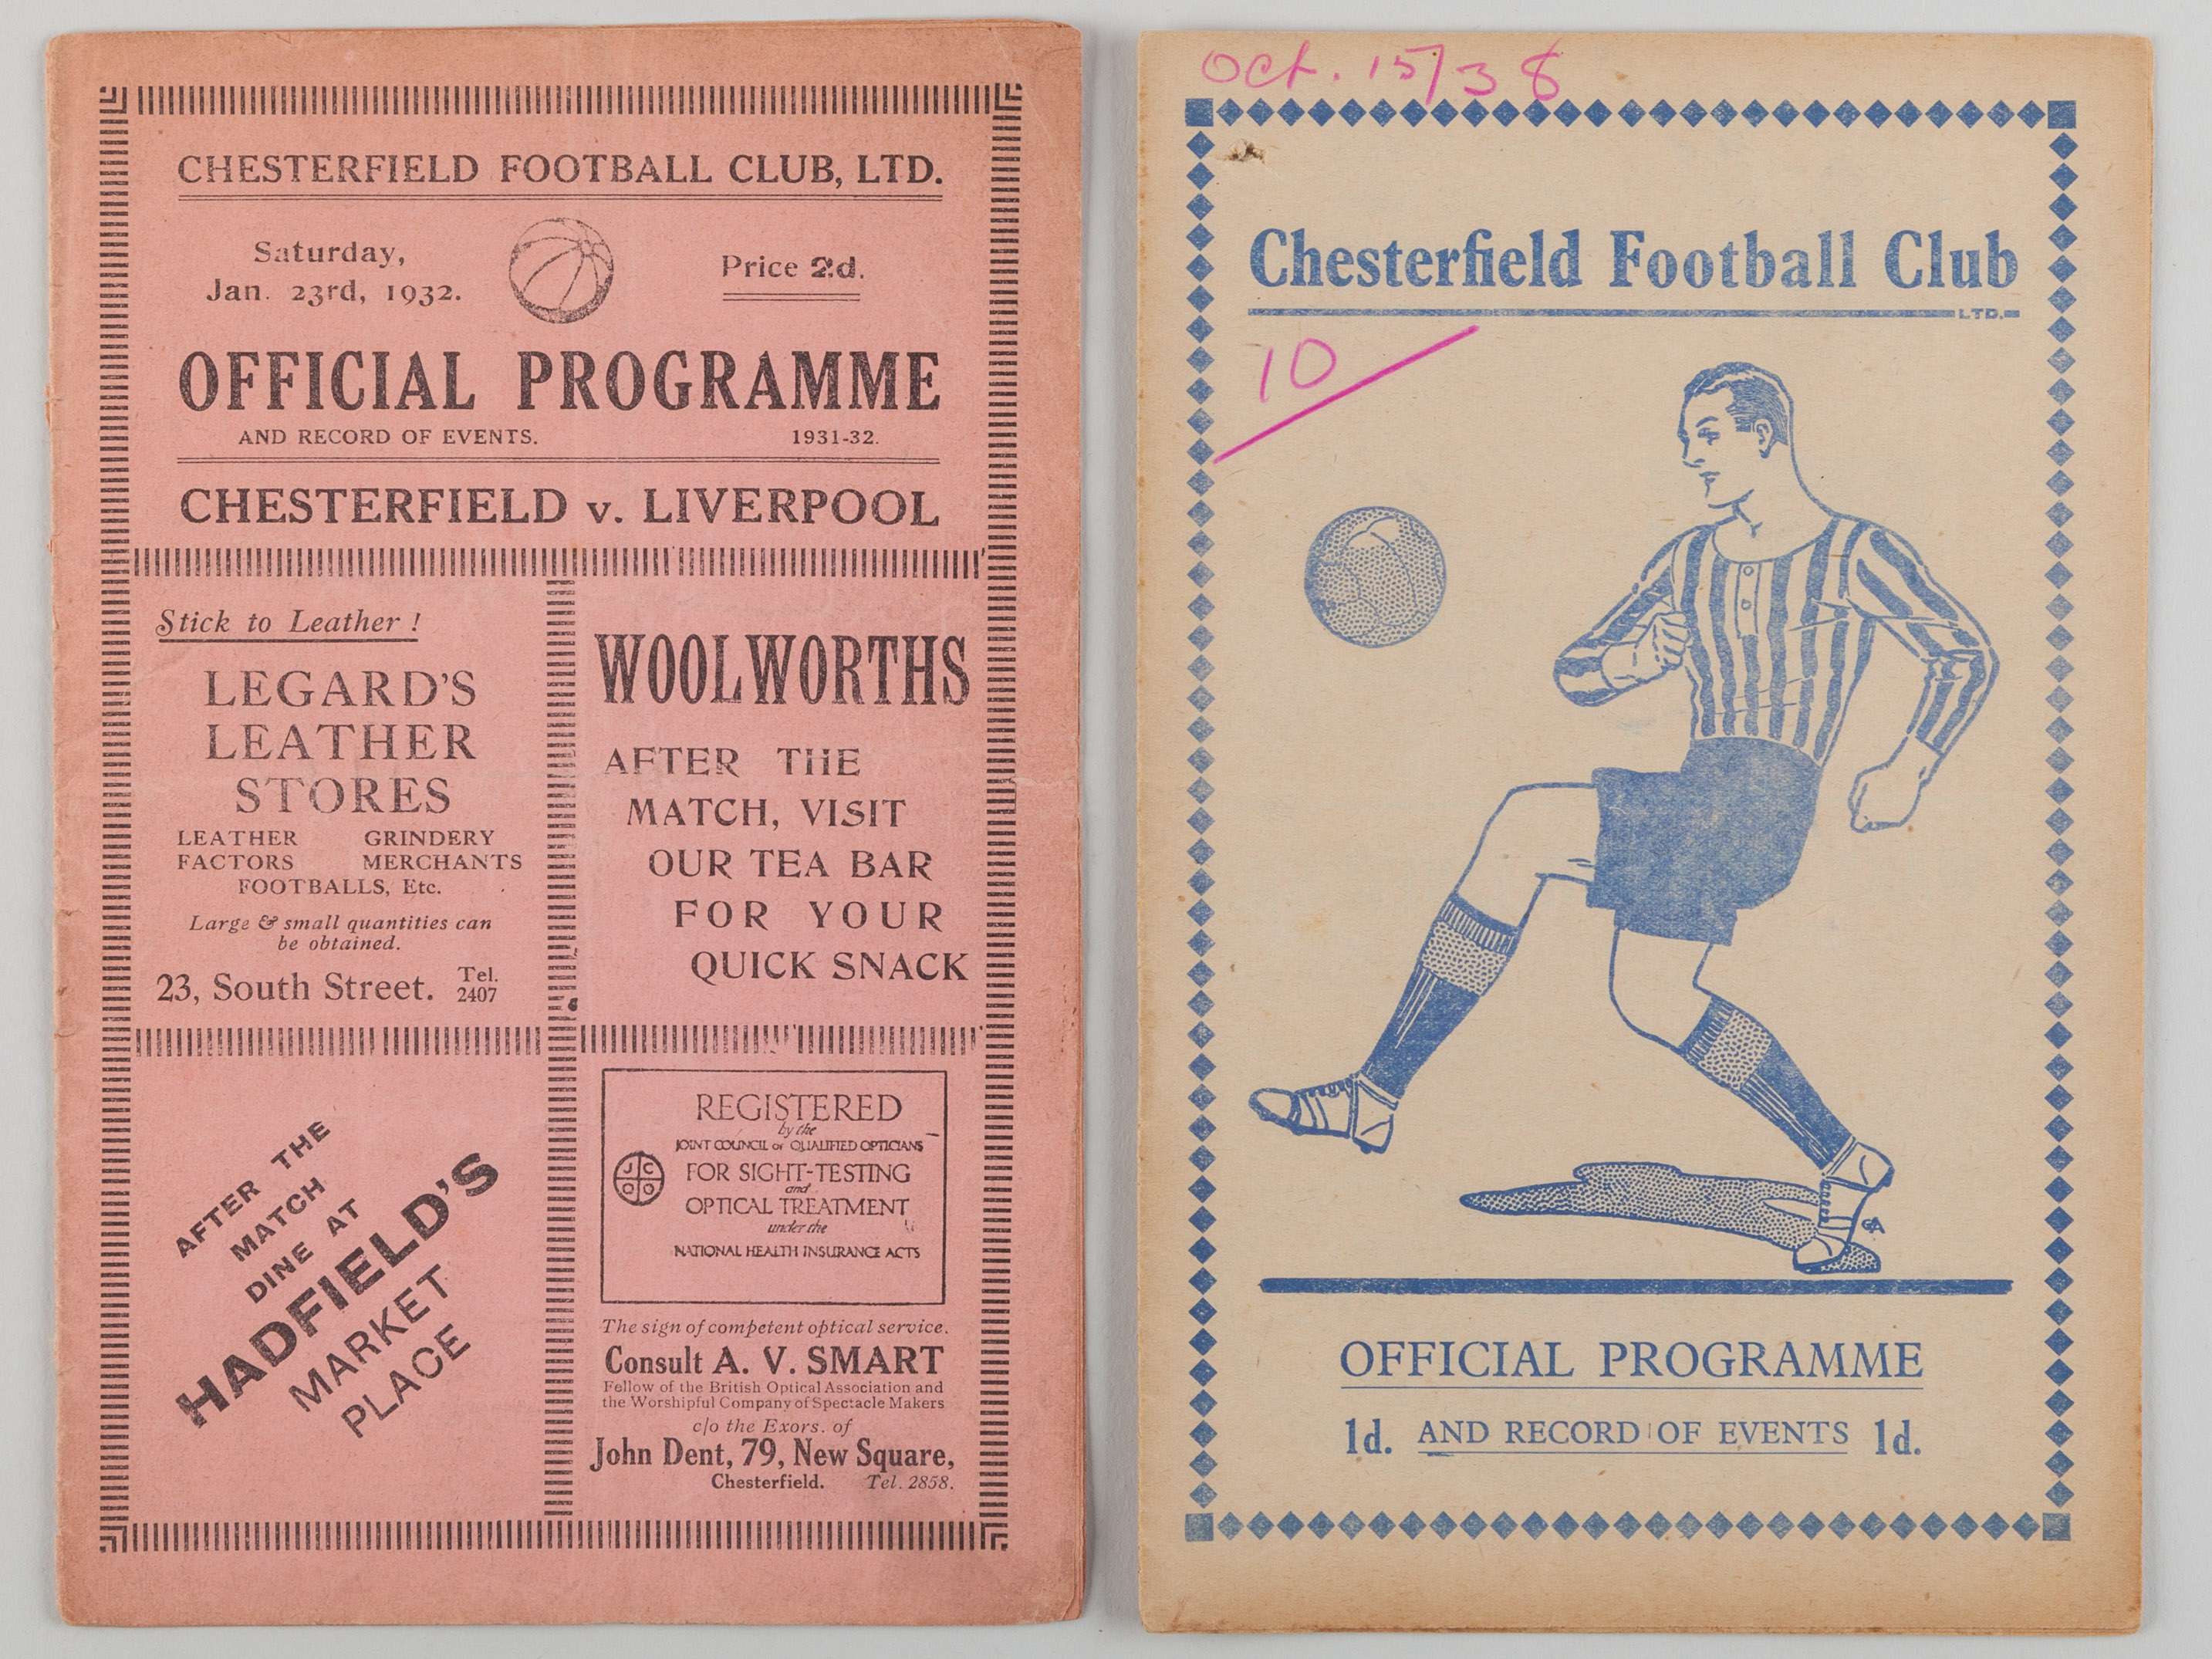 CHESTERFIELD FOOTBALL CLUB, LTD.
Saturday,
Jan. 23rd, 1932.
Price 2d.
OFFICIAL PROGRAMME
AND RECORD OF EVENTS. 1931-32.
CHESTERFIELD v. LIVERPOOL
Stick to Leather !
LEGARD'S
LEATHER
STORES
LEATHER GRINDERY
FACTORS MERCHANTS
FOOTBALLS, Etc.
Large & small quantities can
be obtained.
23, South Street. Tel. 2407
WOOLWORTHS
AFTER THE
MATCH, VISIT
OUR TEA BAR
FOR YOUR
QUICK SNACK
AFTER THE
MATCH
DINE AT
HADFIELD'S
MARKET
PLACE
REGISTERED
by the
JOINT COUNCIL OF QUALIFIED OPTICIANS
JCQO
FOR SIGHT-TESTING
and
OPTICAL TREATMENT
under the
NATIONAL HEALTH INSURANCE ACTS
The sign of competent optical service.
Consult A. V. SMART
Fellow of the British Optical Association and
the Worshipful Company of Spectacle Makers
c/o the Exors. of
John Dent, 79, New Square,
Chesterfield. Tel. 2858.
Oct. 15/38
Chesterfield Football Club
LTD.
10
OFFICIAL PROGRAMME
1d. AND RECORD OF EVENTS 1d.